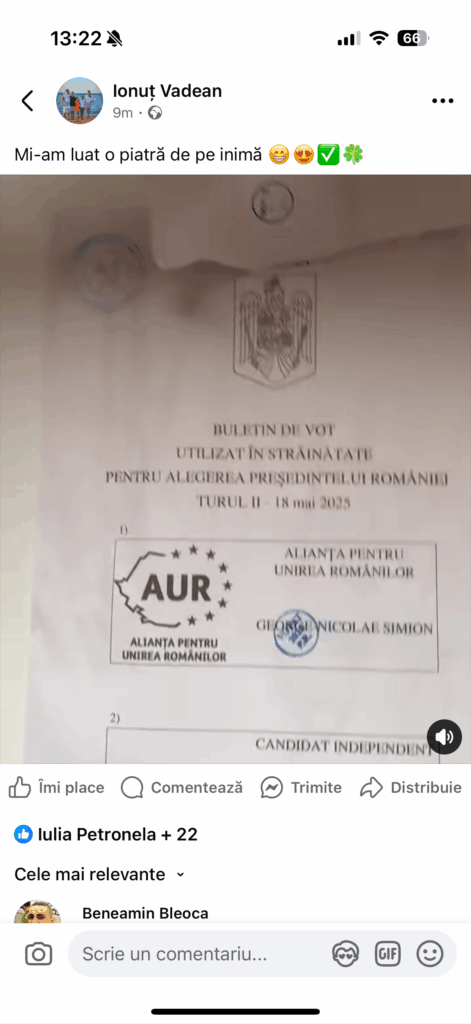 13:22
66
Ionuț Vadean
9m ·
Mi-am luat o piatră de pe inimă 😁😍✅🍀
BULETIN DE VOT
UTILIZAT ÎN STRĂINĂTATE
PENTRU ALEGEREA PREȘEDINTELUI ROMÂNIEI
TURUL II - 18 mai 2025
1)
AUR
ALIANȚA PENTRU
UNIREA ROMÂNILOR
ALIANȚA PENTRU
UNIREA ROMÂNILOR
GEORGE NICOLAE SIMION
2)
CANDIDAT INDEPENDENT
Îmi place
Comentează
Trimite
Distribuie
Iulia Petronela + 22
Cele mai relevante
Beneamin Bleoca
Scrie un comentariu...
GIF